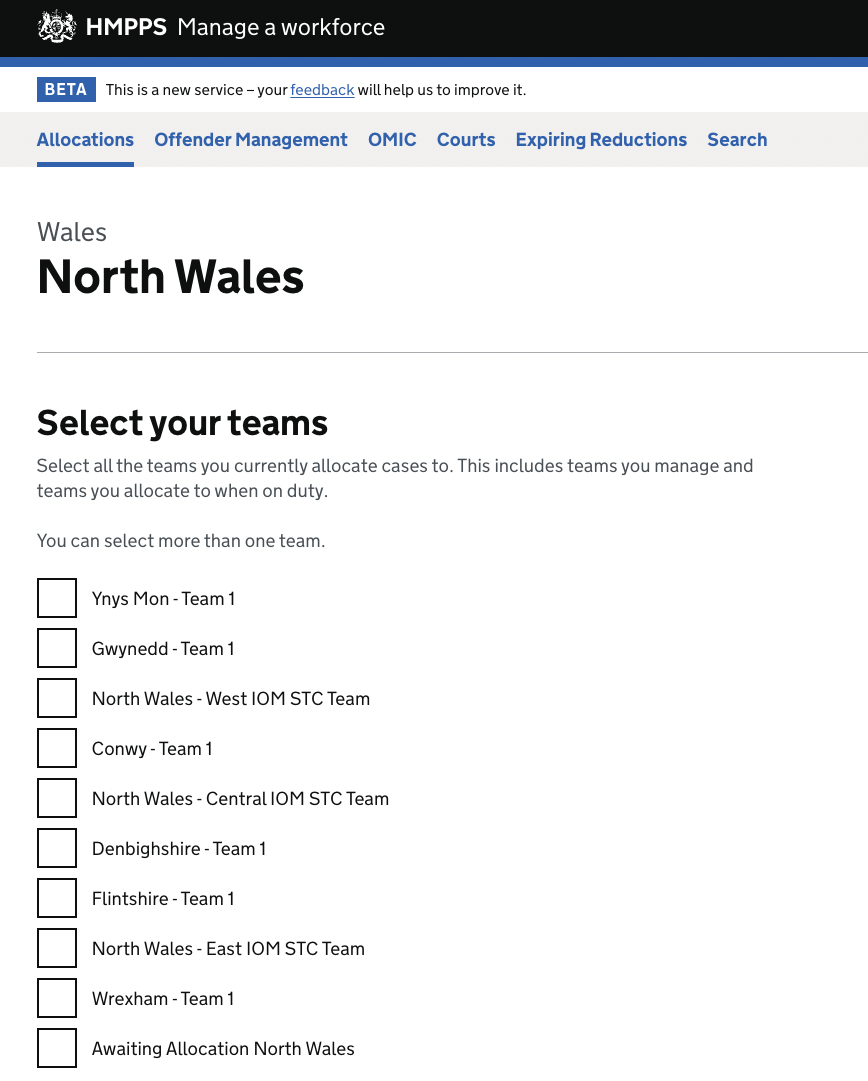 HMPPS Manage a workforce
BETA This is a new service – your feedback will help us to improve it.
Allocations Offender Management OMIC Courts Expiring Reductions Search
Wales
North Wales
Select your teams
Select all the teams you currently allocate cases to. This includes teams you manage and
teams you allocate to when on duty.
You can select more than one team.
Ynys Mon - Team 1
Gwynedd - Team 1
North Wales - West IOM STC Team
Conwy - Team 1
North Wales - Central IOM STC Team
Denbighshire - Team 1
Flintshire - Team 1
North Wales - East IOM STC Team
Wrexham - Team 1
Awaiting Allocation North Wales